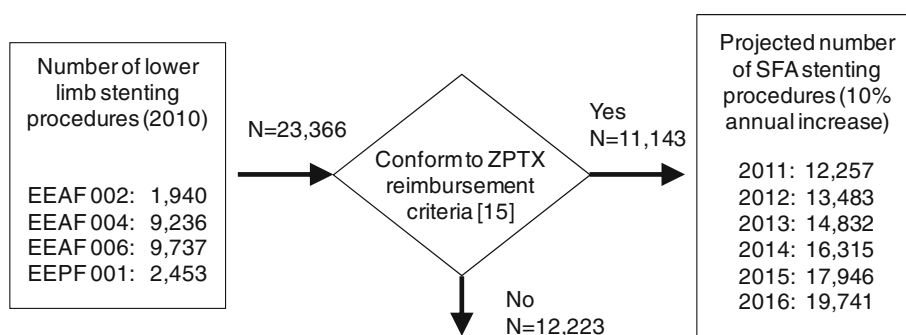 Number of lower
limb stenting
procedures (2010)
EEAF 002: 1,940
EEAF 004: 9,236
EEAF 006: 9,737
EEPF 001: 2,453
N=23,366
Conform to ZPTX
reimbursement
criteria [15]
Yes
N=11,143
No
N=12,223
Projected number
of SFA stenting
procedures (10%
annual increase)
2011: 12,257
2012: 13,483
2013: 14,832
2014: 16,315
2015: 17,946
2016: 19,741